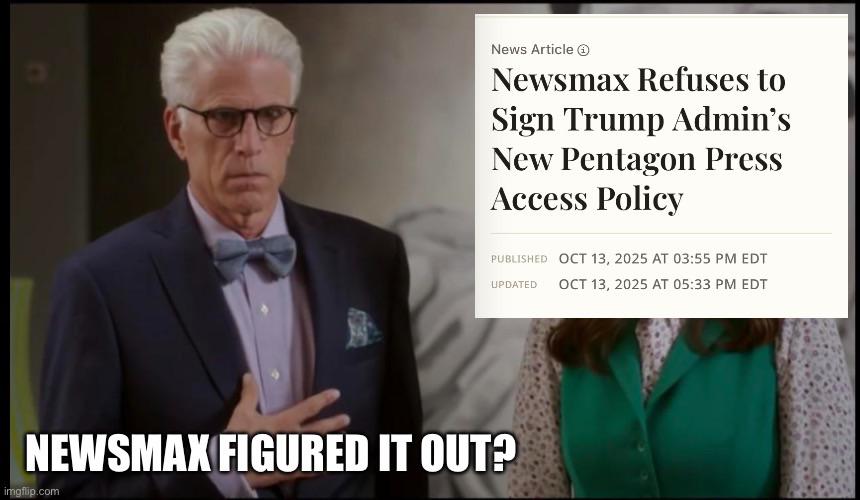 News Article ⓘ
Newsmax Refuses to
Sign Trump Admin’s
New Pentagon Press
Access Policy
PUBLISHED OCT 13, 2025 AT 03:55 PM EDT
UPDATED OCT 13, 2025 AT 05:33 PM EDT
NEWSMAX FIGURED IT OUT?
imgflip.com